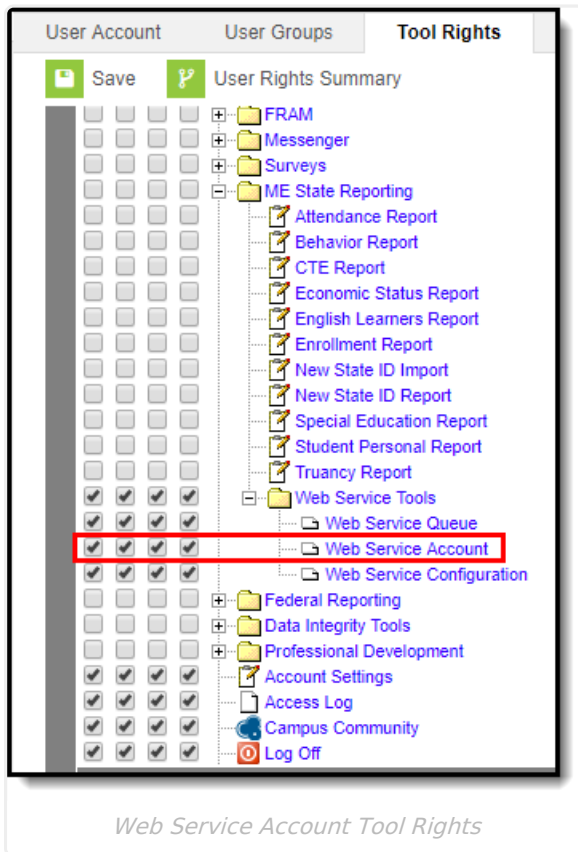 User Account User Groups Tool Rights
Save User Rights Summary
FRAM
Messenger
Surveys
ME State Reporting
Attendance Report
Behavior Report
CTE Report
Economic Status Report
English Learners Report
Enrollment Report
New State ID Import
New State ID Report
Special Education Report
Student Personal Report
Truancy Report
Web Service Tools
Web Service Queue
Web Service Account
Web Service Configuration
Federal Reporting
Data Integrity Tools
Professional Development
Account Settings
Access Log
Campus Community
Log Off
Web Service Account Tool Rights